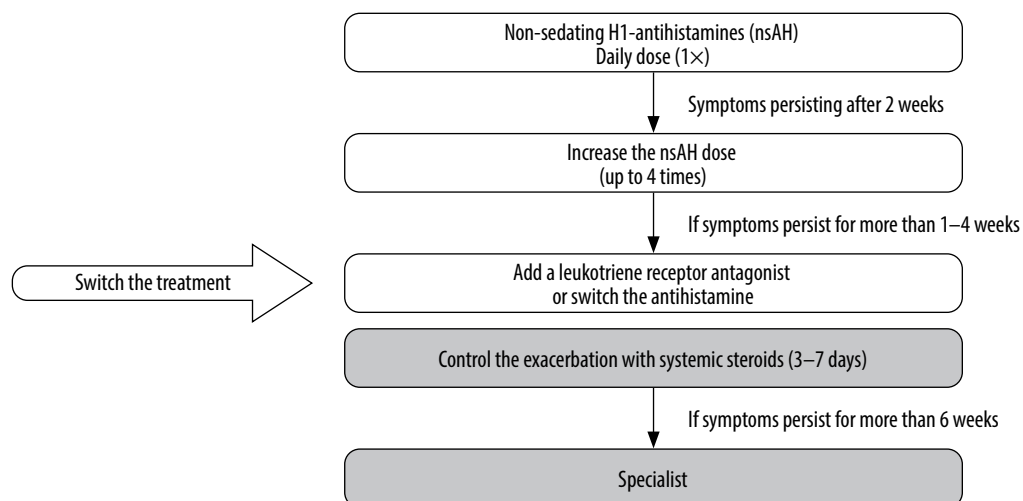 Non-sedating H1-antihistamines (nsAH)
Daily dose (1×)
Symptoms persisting after 2 weeks
Increase the nsAH dose
(up to 4 times)
If symptoms persist for more than 1–4 weeks
Switch the treatment
Add a leukotriene receptor antagonist
or switch the antihistamine
Control the exacerbation with systemic steroids (3–7 days)
If symptoms persist for more than 6 weeks
Specialist